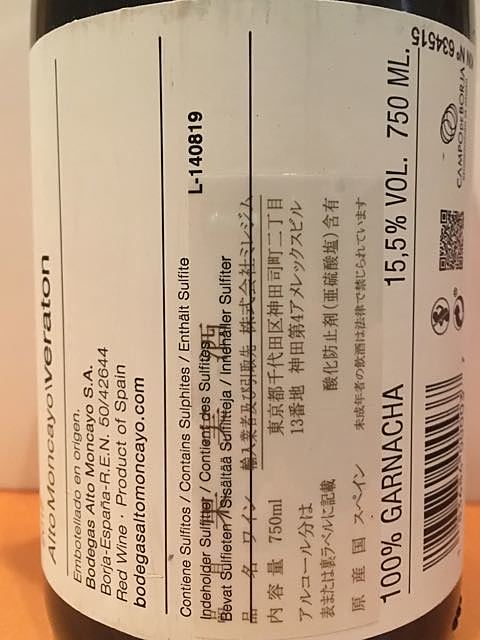 AltoMoncayo\veraton
Embotellado en origen.
Bodegas Alto Moncayo S.A.
Borja-España-R.E.N. 50/42644
Red Wine · Product of Spain
bodegasaltomoncayo.com
L-140819
Contiene Sulfitos / Contains Sulphites / Enthält Sulfite
Indeholder Sulfitter / Contient des Sulfites
Bevat Sulfieten / Sisältää Sulfiitteja / Innehåller Sulfiter
品名 ワイン 輸入業者及び引取先 株式会社ミレジム
内容量 750ml 東京都千代田区神田司町二丁目
アルコール分は 13番地 神田第4アメレックスビル
表または裏ラベルに記載 酸化防止剤(亜硫酸塩)含有
原産国 スペイン 未成年者の飲酒は法律で禁じられています
100% GARNACHA 15,5% VOL. 750 ML.
CAMPO DE BORJA
Nº 634515